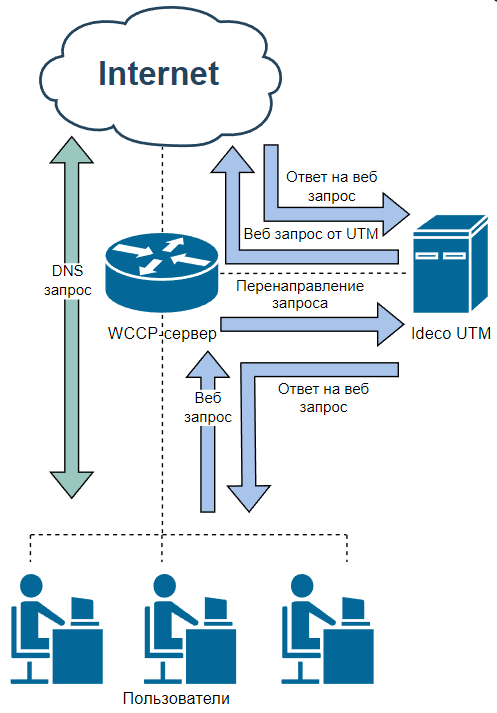 Internet
Ответ на веб
запрос
Веб запрос от UTM
DNS
запрос
Перенаправление
запроса
WCCP-сервер
Ideco UTM
Веб
запрос
Ответ на веб
запрос
Пользователи